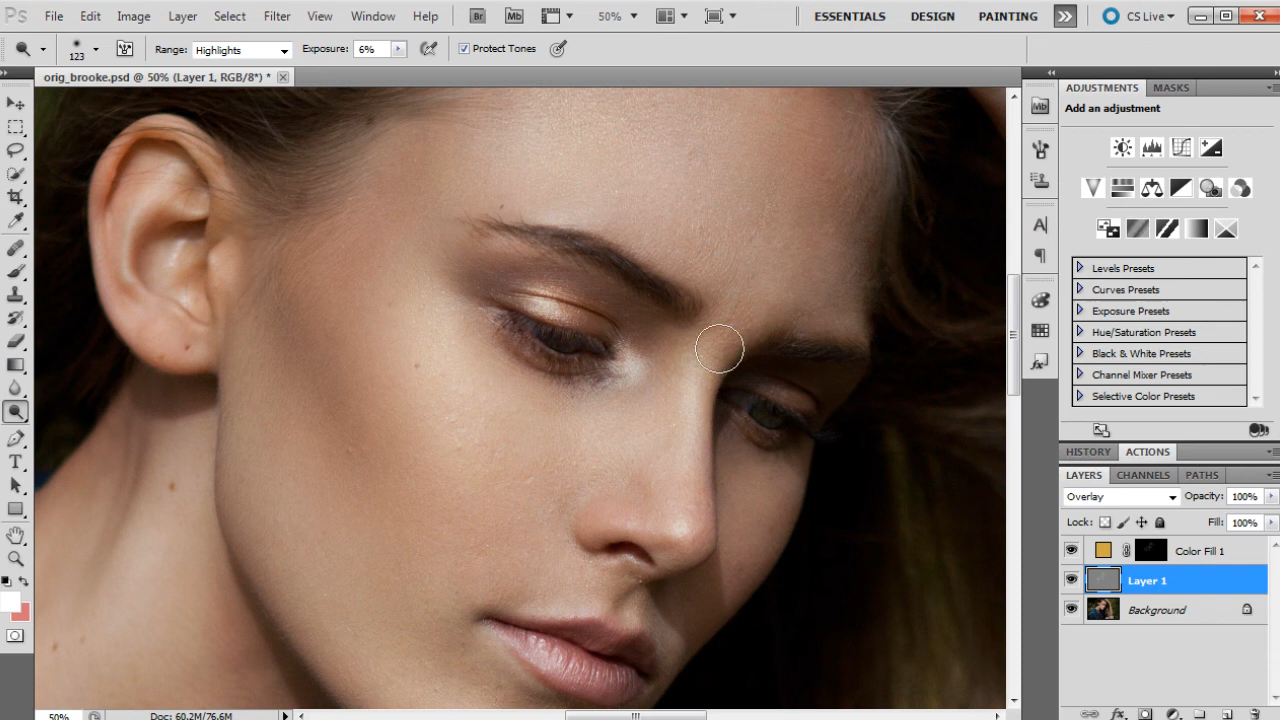 Ps File Edit Image Layer Select Filter View Window Help Br Mb 50% ESSENTIALS DESIGN PAINTING CS Live
123 Range: Highlights Exposure: 6% Protect Tones
orig_brooke.psd @ 50% (Layer 1, RGB/8*) *
ADJUSTMENTS MASKS
Add an adjustment
Levels Presets
Curves Presets
Exposure Presets
Hue/Saturation Presets
Black & White Presets
Channel Mixer Presets
Selective Color Presets
HISTORY ACTIONS
LAYERS CHANNELS PATHS
Overlay Opacity: 100%
Lock: Fill: 100%
Color Fill 1
Layer 1
Background
50% Doc: 60.2M/76.6M